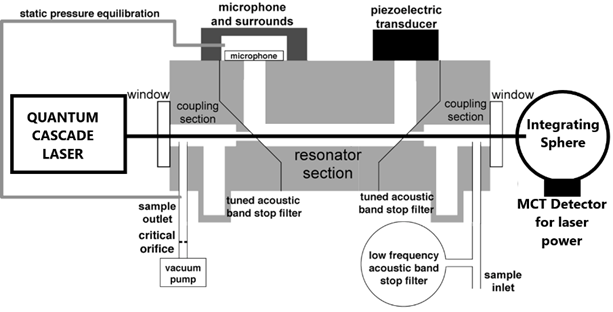 static pressure equilibration
microphone
and surrounds
piezoelectric
transducer
microphone
window
coupling
section
coupling
section
window
QUANTUM
CASCADE
LASER
Integrating
Sphere
resonator
section
tuned acoustic
band stop filter
tuned acoustic
band stop filter
MCT Detector
for laser
power
sample
outlet
critical
orifice
vacuum
pump
low frequency
acoustic band
stop filter
sample
inlet